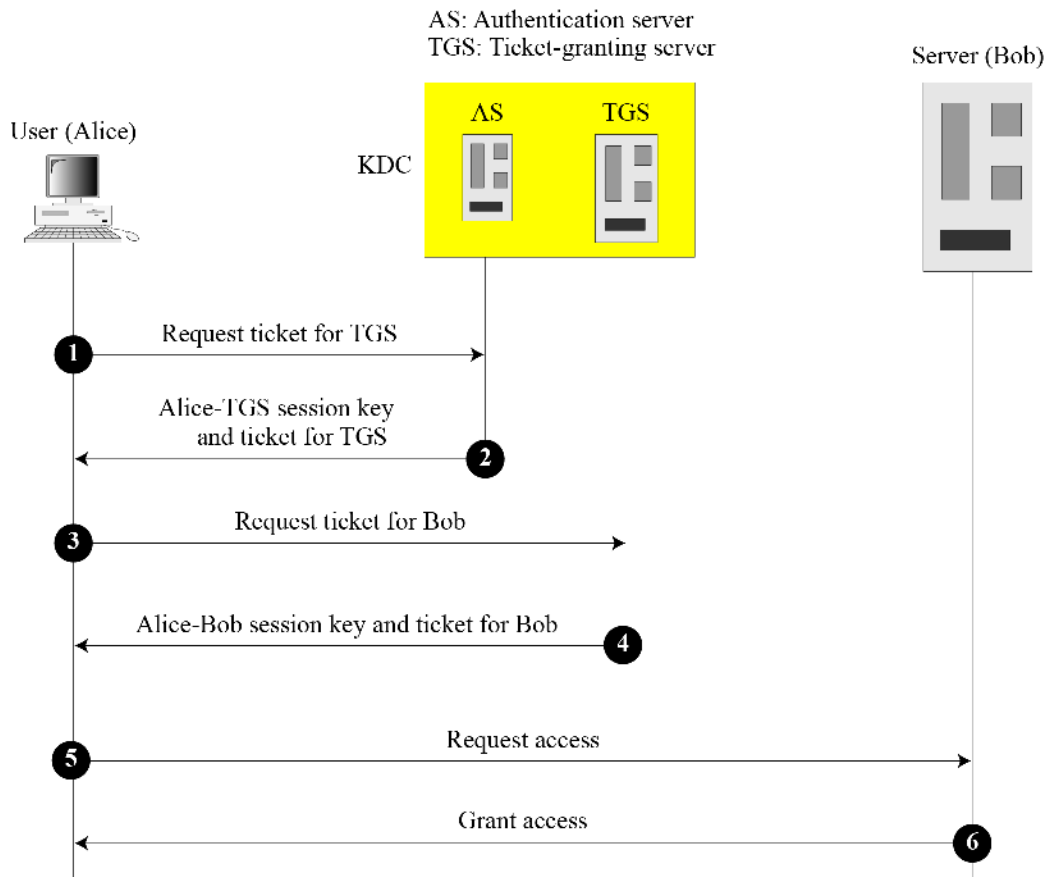 AS: Authentication server
TGS: Ticket-granting server
Server (Bob)
User (Alice)
KDC
AS
TGS
1
Request ticket for TGS
Alice-TGS session key
and ticket for TGS
2
3
Request ticket for Bob
Alice-Bob session key and ticket for Bob
4
5
Request access
Grant access
6